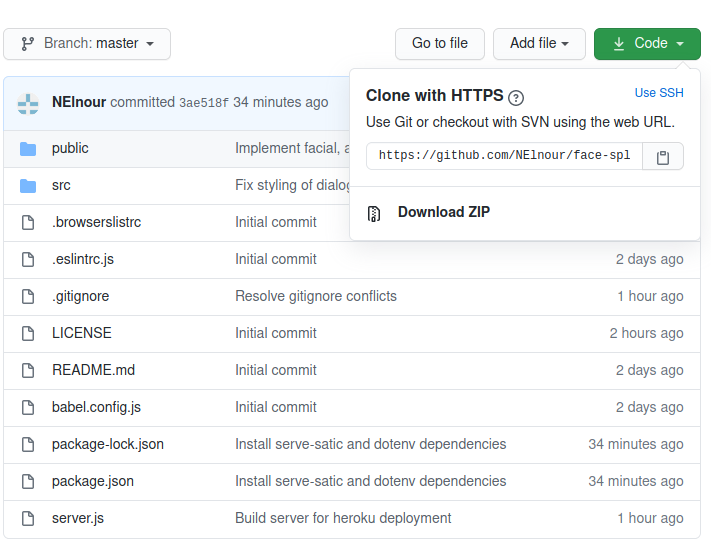 Branch: master
Go to file
Add file
Code
NElnour committed 3ae518f 34 minutes ago
Clone with HTTPS
Use SSH
Use Git or checkout with SVN using the web URL.
https://github.com/NElnour/face-spl
Download ZIP
public Implement facial,
src Fix styling of dialog
.browserslistrc Initial commit
.eslintrc.js Initial commit 2 days ago
.gitignore Resolve gitignore conflicts 1 hour ago
LICENSE Initial commit 2 hours ago
README.md Initial commit 2 days ago
babel.config.js Initial commit 2 days ago
package-lock.json Install serve-satic and dotenv dependencies 34 minutes ago
package.json Install serve-satic and dotenv dependencies 34 minutes ago
server.js Build server for heroku deployment 1 hour ago